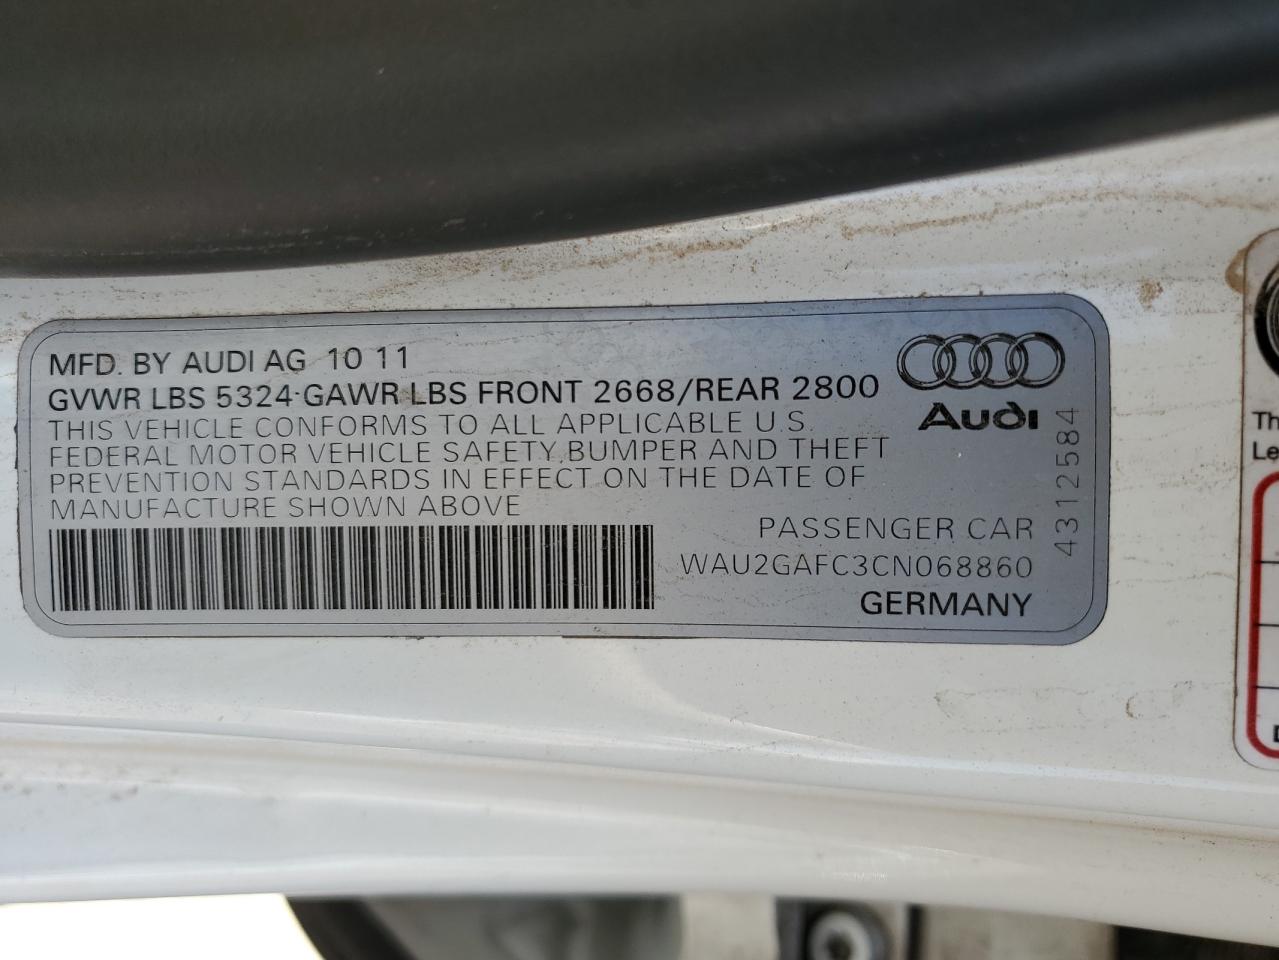 MFD. BY AUDI AG 10 11
GVWR LBS 5324-GAWR LBS FRONT 2668/REAR 2800
THIS VEHICLE CONFORMS TO ALL APPLICABLE U.S.
FEDERAL MOTOR VEHICLE SAFETY,BUMPER AND THEFT
PREVENTION STANDARDS IN EFFECT ON THE DATE OF
MANUFACTURE SHOWN ABOVE
Audi
4312584
PASSENGER CAR
WAU2GAFC3CN068860
GERMANY